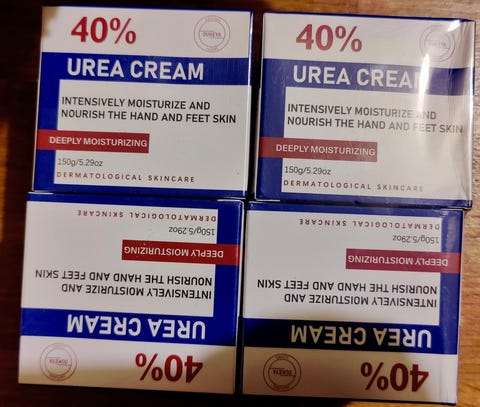 40%
OUKEYA
UREA CREAM
INTENSIVELY MOISTURIZE AND
NOURISH THE HAND AND FEET SKIN
DEEPLY MOISTURIZING
150g/5.29oz
DERMATOLOGICAL SKINCARE
40%
OUKEYA
UREA CREAM
INTENSIVELY MOISTURIZE AND
NOURISH THE HAND AND FEET SKIN
DEEPLY MOISTURIZING
150g/5.29oz
DERMATOLOGICAL SKINCARE
40%
OUKEYA
UREA CREAM
INTENSIVELY MOISTURIZE AND
NOURISH THE HAND AND FEET SKIN
DEEPLY MOISTURIZING
150g/5.29oz
DERMATOLOGICAL SKINCARE
40%
OUKEYA
UREA CREAM
INTENSIVELY MOISTURIZE AND
NOURISH THE HAND AND FEET SKIN
DEEPLY MOISTURIZING
150g/5.29oz
DERMATOLOGICAL SKINCARE